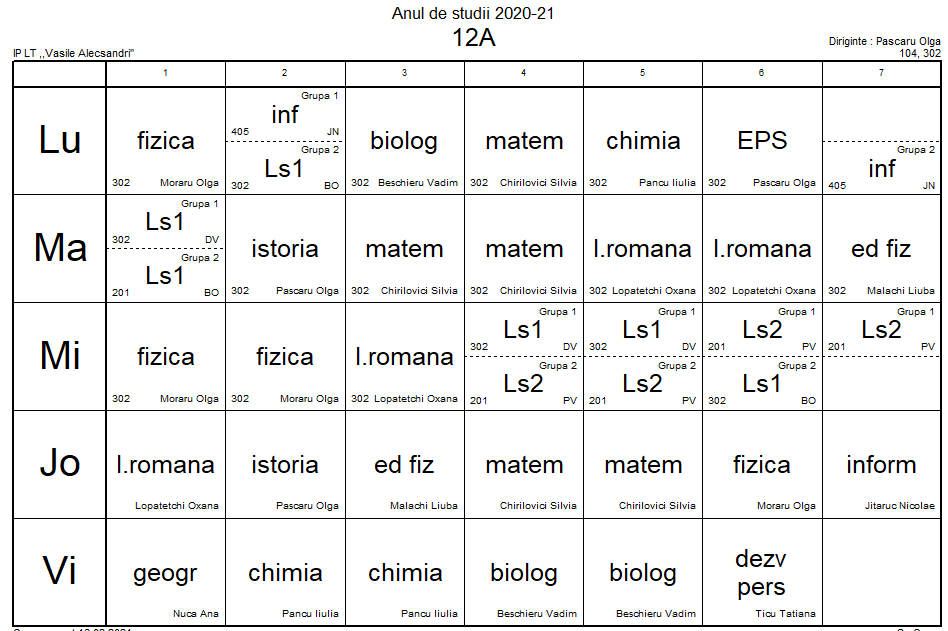 Anul de studii 2020-21
12A
IP LT ,,Vasile Alecsandri"
Diriginte : Pascaru Olga
104, 302
1 2 3 4 5 6 7
Lu
fizica
302 Moraru Olga
Grupa 1
inf
405 JN
Grupa 2
Ls1
302 BO
biolog
302 Beschieru Vadim
matem
302 Chirilovici Silvia
chimia
302 Pancu Iiulia
EPS
302 Pascaru Olga
Grupa 2
inf
405 JN
Ma
Grupa 1
Ls1
302 DV
Grupa 2
Ls1
201 BO
istoria
302 Pascaru Olga
matem
302 Chirilovici Silvia
matem
302 Chirilovici Silvia
l.romana
302 Lopatetchi Oxana
l.romana
302 Lopatetchi Oxana
ed fiz
302 Malachi Liuba
Mi
fizica
302 Moraru Olga
fizica
302 Moraru Olga
l.romana
302 Lopatetchi Oxana
Grupa 1
Ls1
302 DV
Grupa 2
Ls2
201 PV
Grupa 1
Ls1
302 DV
Grupa 2
Ls2
201 PV
Grupa 1
Ls2
201 PV
Grupa 2
Ls1
302 BO
Grupa 1
Ls2
201 PV
Jo
l.romana
Lopatetchi Oxana
istoria
Pascaru Olga
ed fiz
Malachi Liuba
matem
Chirilovici Silvia
matem
Chirilovici Silvia
fizica
Moraru Olga
inform
Jitaruc Nicolae
Vi
geogr
Nuca Ana
chimia
Pancu Iiulia
chimia
Pancu Iiulia
biolog
Beschieru Vadim
biolog
Beschieru Vadim
dezv
pers
Ticu Tatiana